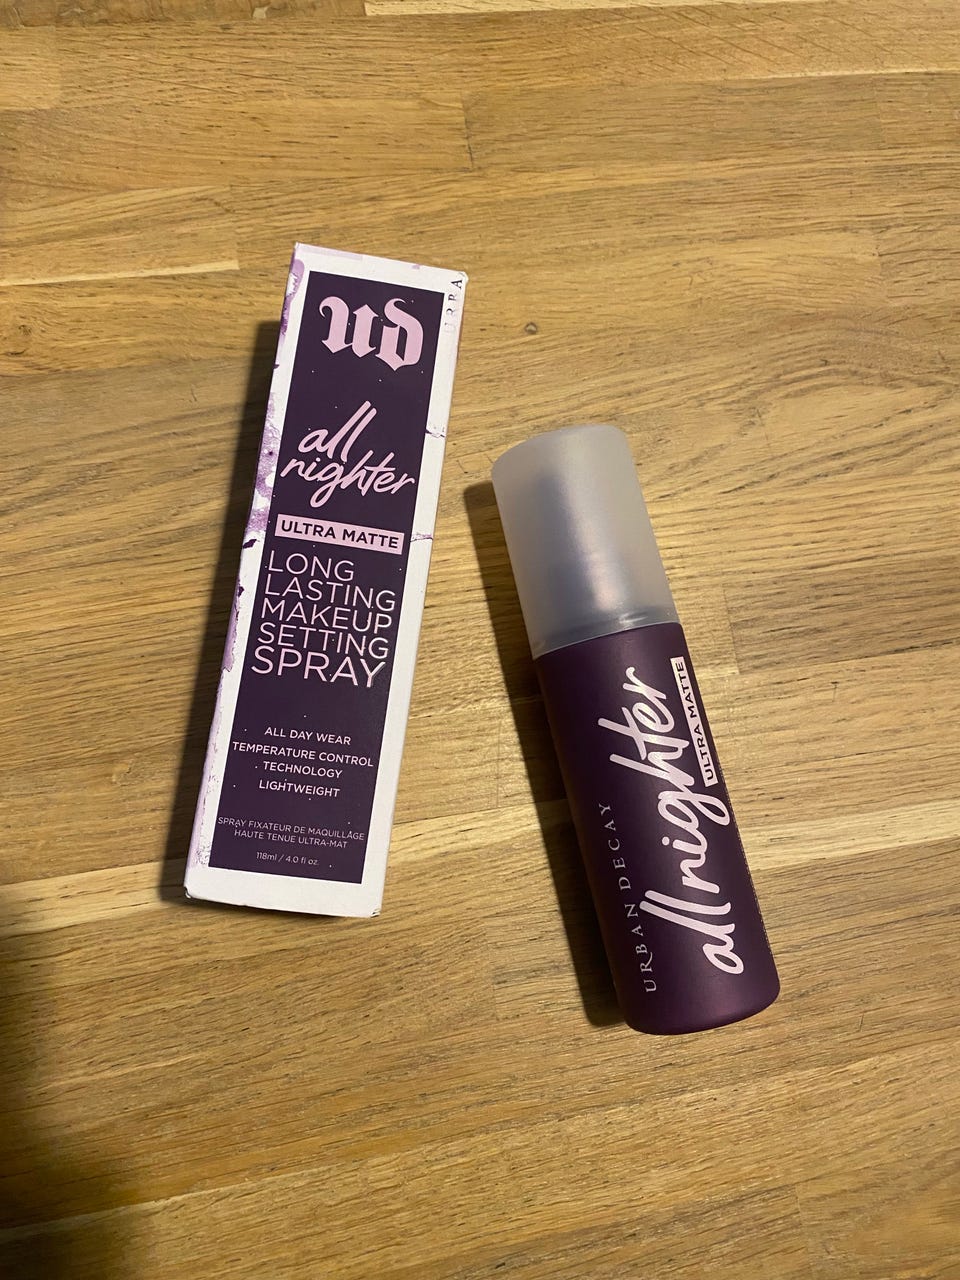 ud
URBA
all
nighter
ULTRA MATTE
LONG
LASTING
MAKEUP
SETTING
SPRAY
ALL DAY WEAR
TEMPERATURE CONTROL
TECHNOLOGY
LIGHTWEIGHT
SPRAY FIXATEUR DE MAQUILLAGE
HAUTE TENUE ULTRA-MAT
118ml / 4.0 fl oz.
URBAN DECAY
all nighter
ULTRA MATTE